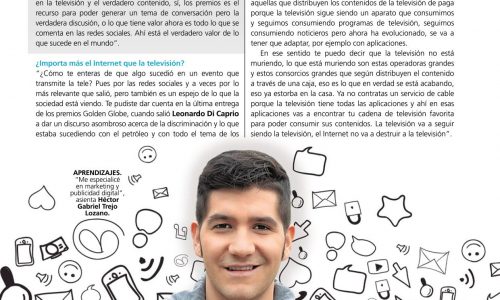 en la televisión y el verdadero contenido, sí, los premios es el
recurso para generar un tema de conversación pero la
verdadera discusión, o lo que tiene valor ahora es todo lo que se
comenta en las redes sociales. Ahí está el verdadero valor de lo
que sucede en el mundo”.
¿Importa más el Internet que la televisión?
“¿Cómo te enteras de que algo sucedió en un evento que
transmite la tele? Pues por las redes sociales y a veces por lo
más relevante que salió, pero también es un espejo de lo que la
sociedad está viendo. Te pudiste dar cuenta en la última entrega
de los premios Golden Globe, cuando salió Leonardo Di Caprio
a dar un discurso amoroso acerca de la discriminación y lo que
estaba sucediendo con el petróleo y con todo el tema de los
aquellas que distribuyen los contenidos de la televisión de paga
porque la televisión sigue siendo un aparato que consumimos
y seguimos consumiendo programas de televisión, seguimos
consumiendo noticieros pero ahora ha evolucionado, se va a
tener que adaptar, por ejemplo con aplicaciones.
En ese sentido te puedo decir que la televisión no está
muriendo, lo que está muriendo son estas operadoras grandes
y estos consorcios grandes que según distribuyen el contenido
a través de una caja, eso es lo que en verdad se está acabando,
eso ya estorba en la casa. Ya no contratas un servicio de cable
porque la televisión tiene todas las aplicaciones y ahí en esas
aplicaciones vas a encontrar tu cadena de televisión favorita
para poder consumir sus contenidos. La televisión va a seguir
siendo la televisión, el Internet no va a destruir a la televisión”.
APRENDIZAJES.
“Me especialicé
en marketing y
publicidad digital”,
asienta Héctor
Gabriel Trejo
Lozano.